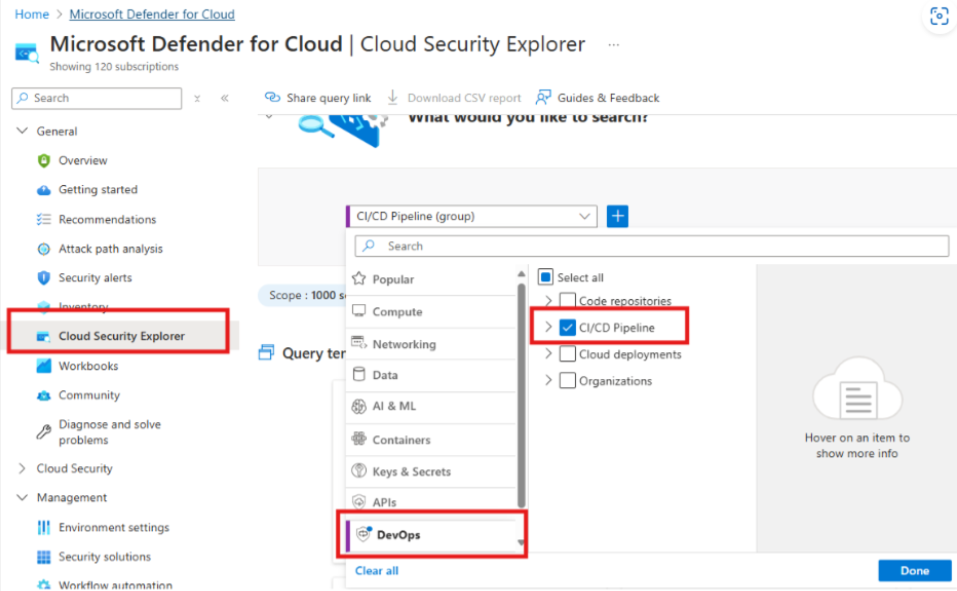 Home > Microsoft Defender for Cloud
Microsoft Defender for Cloud | Cloud Security Explorer ...
Showing 120 subscriptions
Search
Share query link
Download CSV report
Guides & Feedback
What would you like to search?
General
Overview
Getting started
Recommendations
Attack path analysis
Security alerts
Inventory
Cloud Security Explorer
Workbooks
Community
Diagnose and solve
problems
Cloud Security
Management
Environment settings
Security solutions
Workflow automation
CI/CD Pipeline (group)
Search
Scope : 1000 s
Query ter
Popular
Compute
Networking
Data
AI & ML
Containers
Keys & Secrets
APIs
DevOps
Clear all
Select all
Code repositories
CI/CD Pipeline
Cloud deployments
Organizations
Hover on an item to
show more info
Done